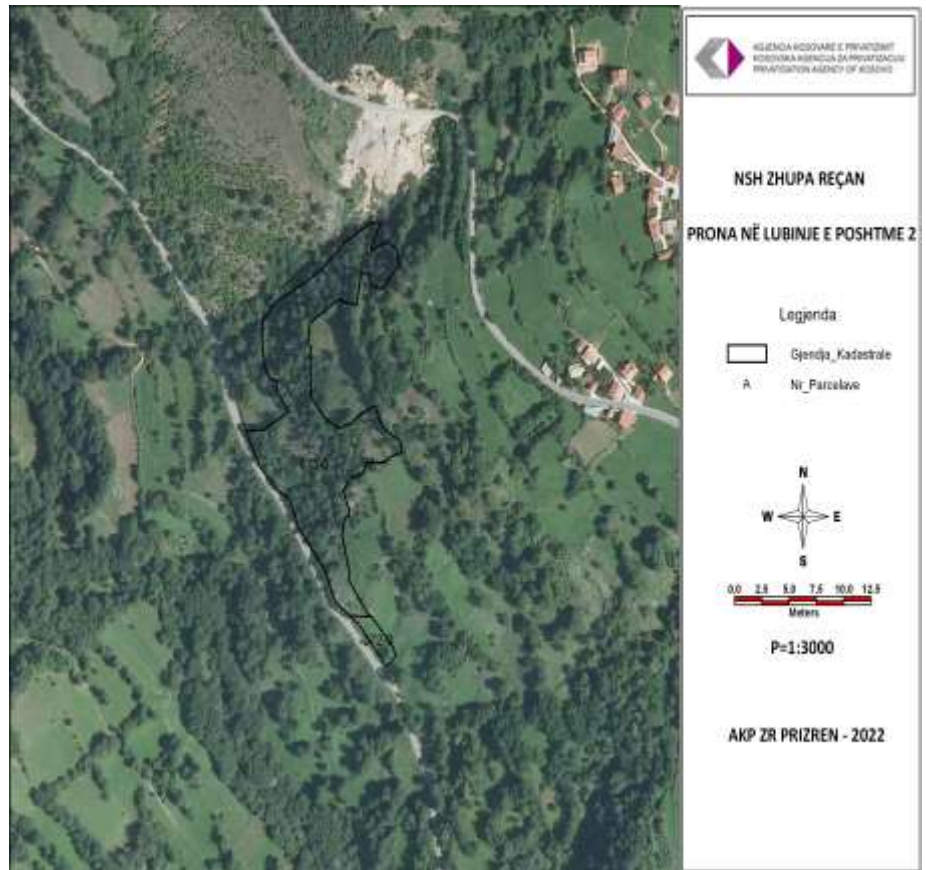 AGJENCIA KOSOVARE E PRIVATIZIMIT
KOSOVSKA AGENCIJA ZA PRIVATIZACIJU
PRIVATISATION AGENCY OF KOSOVO
NSH ZHUPA REÇAN
PRONA NË LUBINJE E POSHTME 2
Legjenda
Gjendja_Kadastrale
A Nr_Parcelave
N
W E
S
0,0 2,5 5,0 7,5 10,0 12,5
Meters
P=1:3000
AKP ZR PRIZREN - 2022